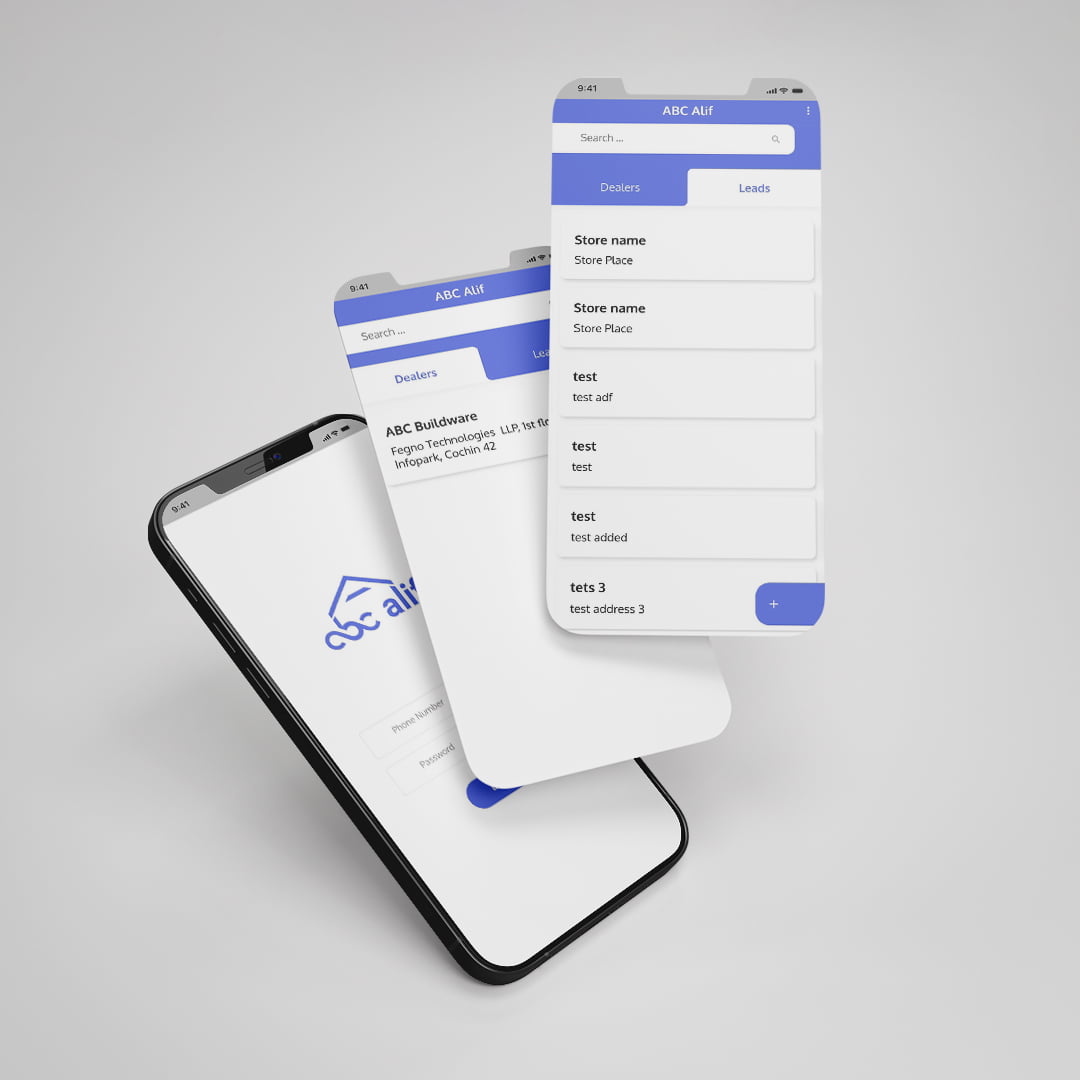 9:41
ABC Alif
Search ...
Dealers
Leads
Store name
Store Place
Store name
Store Place
test
test adf
test
test
test
test added
tets 3
test address 3
+
9:41
ABC Alif
Search ...
Dealers
ABC Buildware
Fegno Technologies LLP, 1st
Infopark, Cochin 42
9:41
abc alif
Phone Number
Password